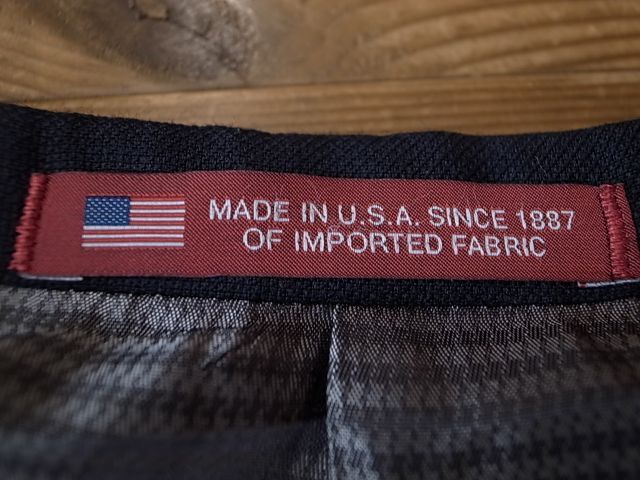 MADE IN U.S.A. SINCE 1887
OF IMPORTED FABRIC